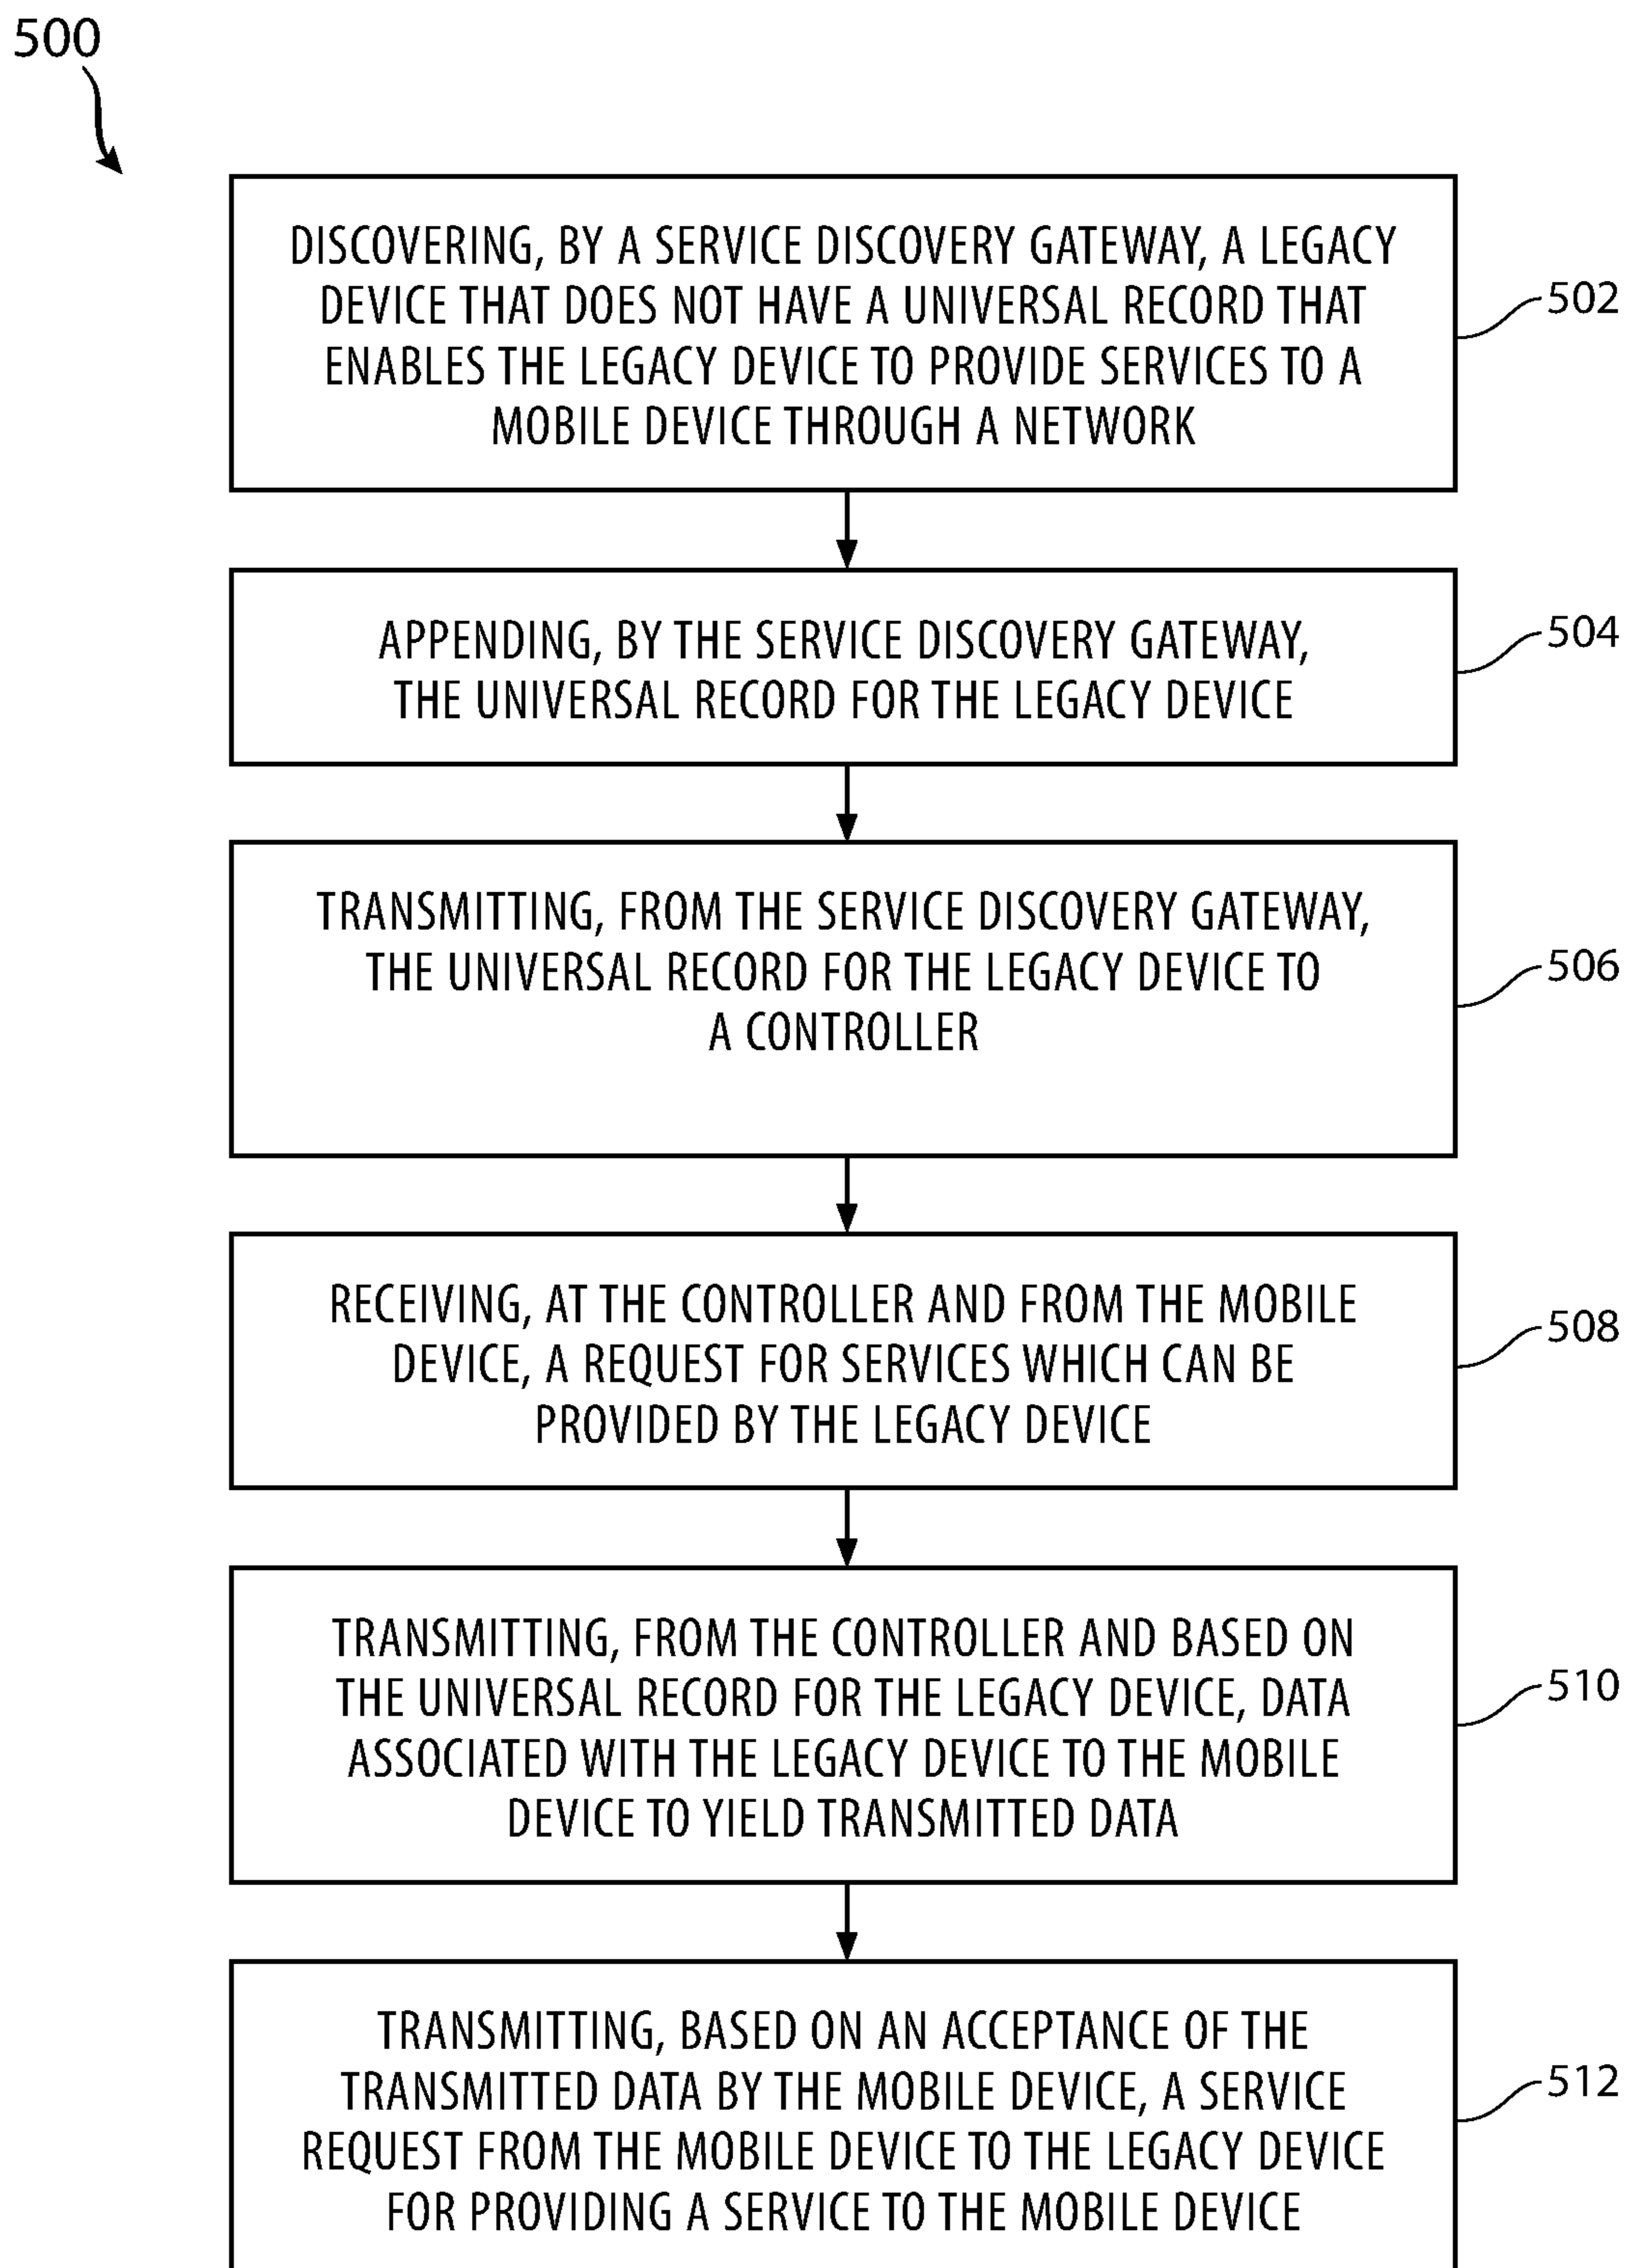 500
DISCOVERING, BY A SERVICE DISCOVERY GATEWAY, A LEGACY
DEVICE THAT DOES NOT HAVE A UNIVERSAL RECORD THAT
ENABLES THE LEGACY DEVICE TO PROVIDE SERVICES TO A
MOBILE DEVICE THROUGH A NETWORK
502
APPENDING, BY THE SERVICE DISCOVERY GATEWAY,
THE UNIVERSAL RECORD FOR THE LEGACY DEVICE
504
TRANSMITTING, FROM THE SERVICE DISCOVERY GATEWAY,
THE UNIVERSAL RECORD FOR THE LEGACY DEVICE TO
A CONTROLLER
506
RECEIVING, AT THE CONTROLLER AND FROM THE MOBILE
DEVICE, A REQUEST FOR SERVICES WHICH CAN BE
PROVIDED BY THE LEGACY DEVICE
508
TRANSMITTING, FROM THE CONTROLLER AND BASED ON
THE UNIVERSAL RECORD FOR THE LEGACY DEVICE, DATA
ASSOCIATED WITH THE LEGACY DEVICE TO THE MOBILE
DEVICE TO YIELD TRANSMITTED DATA
510
TRANSMITTING, BASED ON AN ACCEPTANCE OF THE
TRANSMITTED DATA BY THE MOBILE DEVICE, A SERVICE
REQUEST FROM THE MOBILE DEVICE TO THE LEGACY DEVICE
FOR PROVIDING A SERVICE TO THE MOBILE DEVICE
512